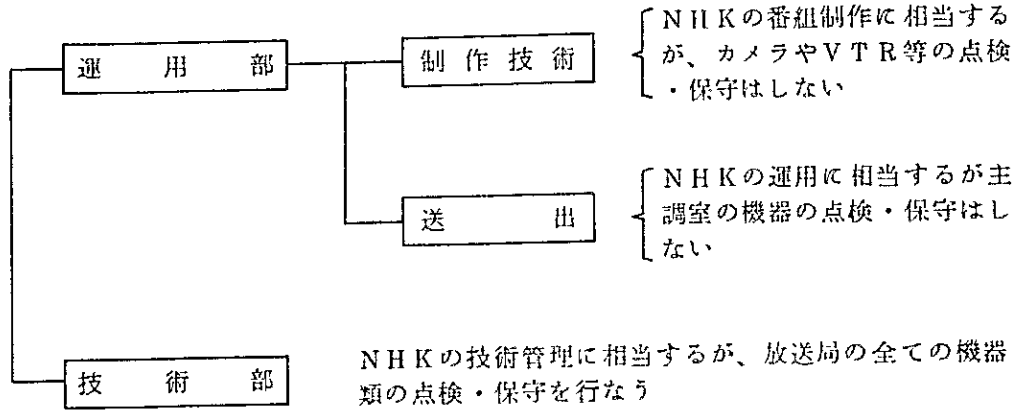 運用部
制作技術
NHKの番組制作に相当する
が、カメラやVTR等の点検
・保守はしない
送出
NHKの運用に相当するが主
調室の機器の点検・保守はし
ない
技術部
NHKの技術管理に相当するが、放送局の全ての機器
類の点検・保守を行なう